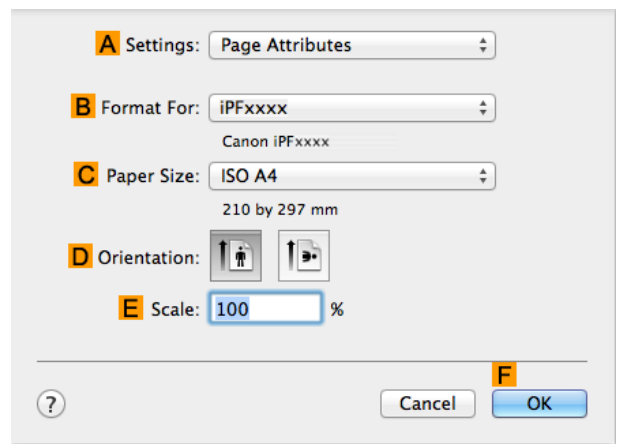 A Settings: Page Attributes
B Format For: iPFxxxx
Canon iPFxxxx
C Paper Size: ISO A4
210 by 297 mm
D Orientation:
E Scale: 100 %
F
? Cancel OK